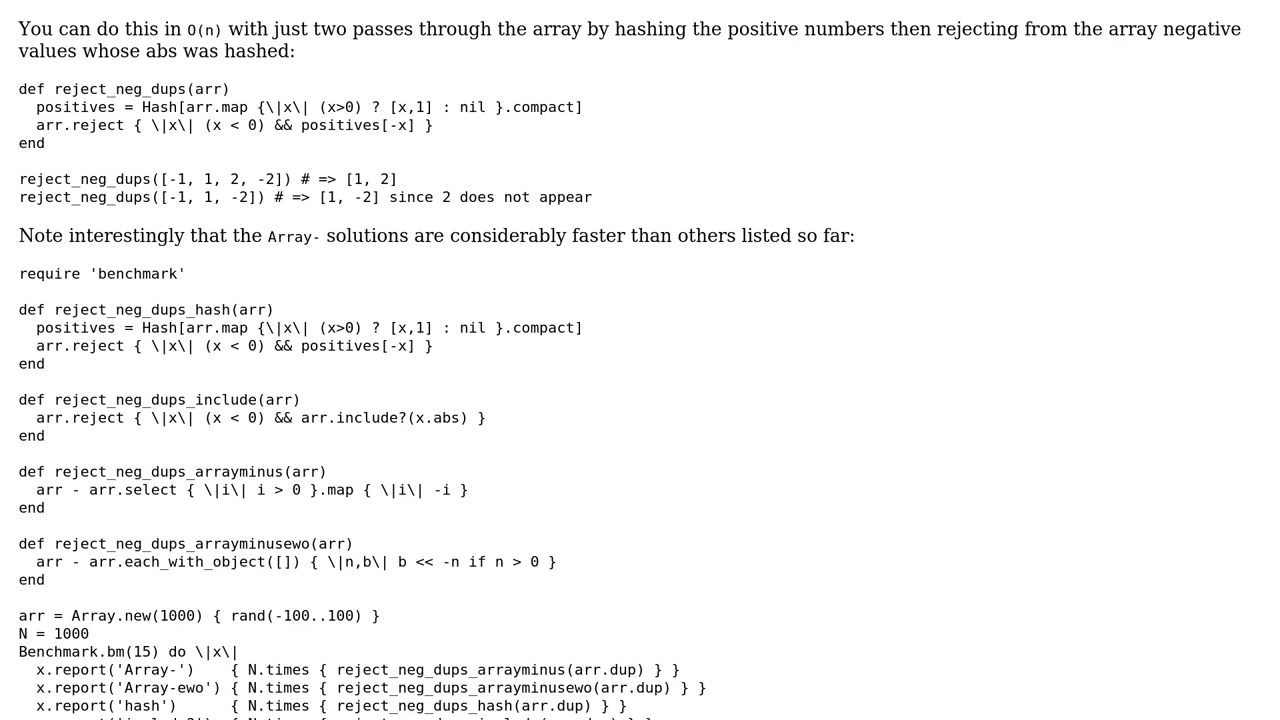 You can do this in O(n) with just two passes through the array by hashing the positive numbers then rejecting from the array negative
values whose abs was hashed:
def reject_neg_dups(arr)
  positives = Hash[arr.map {\|x\| (x>0) ? [x,1] : nil }.compact]
  arr.reject { \|x\| (x < 0) && positives[-x] }
end
reject_neg_dups([-1, 1, 2, -2]) # => [1, 2]
reject_neg_dups([-1, 1, -2]) # => [1, -2] since 2 does not appear
Note interestingly that the Array- solutions are considerably faster than others listed so far:
require 'benchmark'
def reject_neg_dups_hash(arr)
  positives = Hash[arr.map {\|x\| (x>0) ? [x,1] : nil }.compact]
  arr.reject { \|x\| (x < 0) && positives[-x] }
end
def reject_neg_dups_include(arr)
  arr.reject { \|x\| (x < 0) && arr.include?(x.abs) }
end
def reject_neg_dups_arrayminus(arr)
  arr - arr.select { \|i\| i > 0 }.map { \|i\| -i }
end
def reject_neg_dups_arrayminusewo(arr)
  arr - arr.each_with_object([]) { \|n,b\| b << -n if n > 0 }
end
arr = Array.new(1000) { rand(-100..100) }
N = 1000
Benchmark.bm(15) do \|x\|
  x.report('Array-')    { N.times { reject_neg_dups_arrayminus(arr.dup) } }
  x.report('Array-ewo') { N.times { reject_neg_dups_arrayminusewo(arr.dup) } }
  x.report('hash')      { N.times { reject_neg_dups_hash(arr.dup) } }